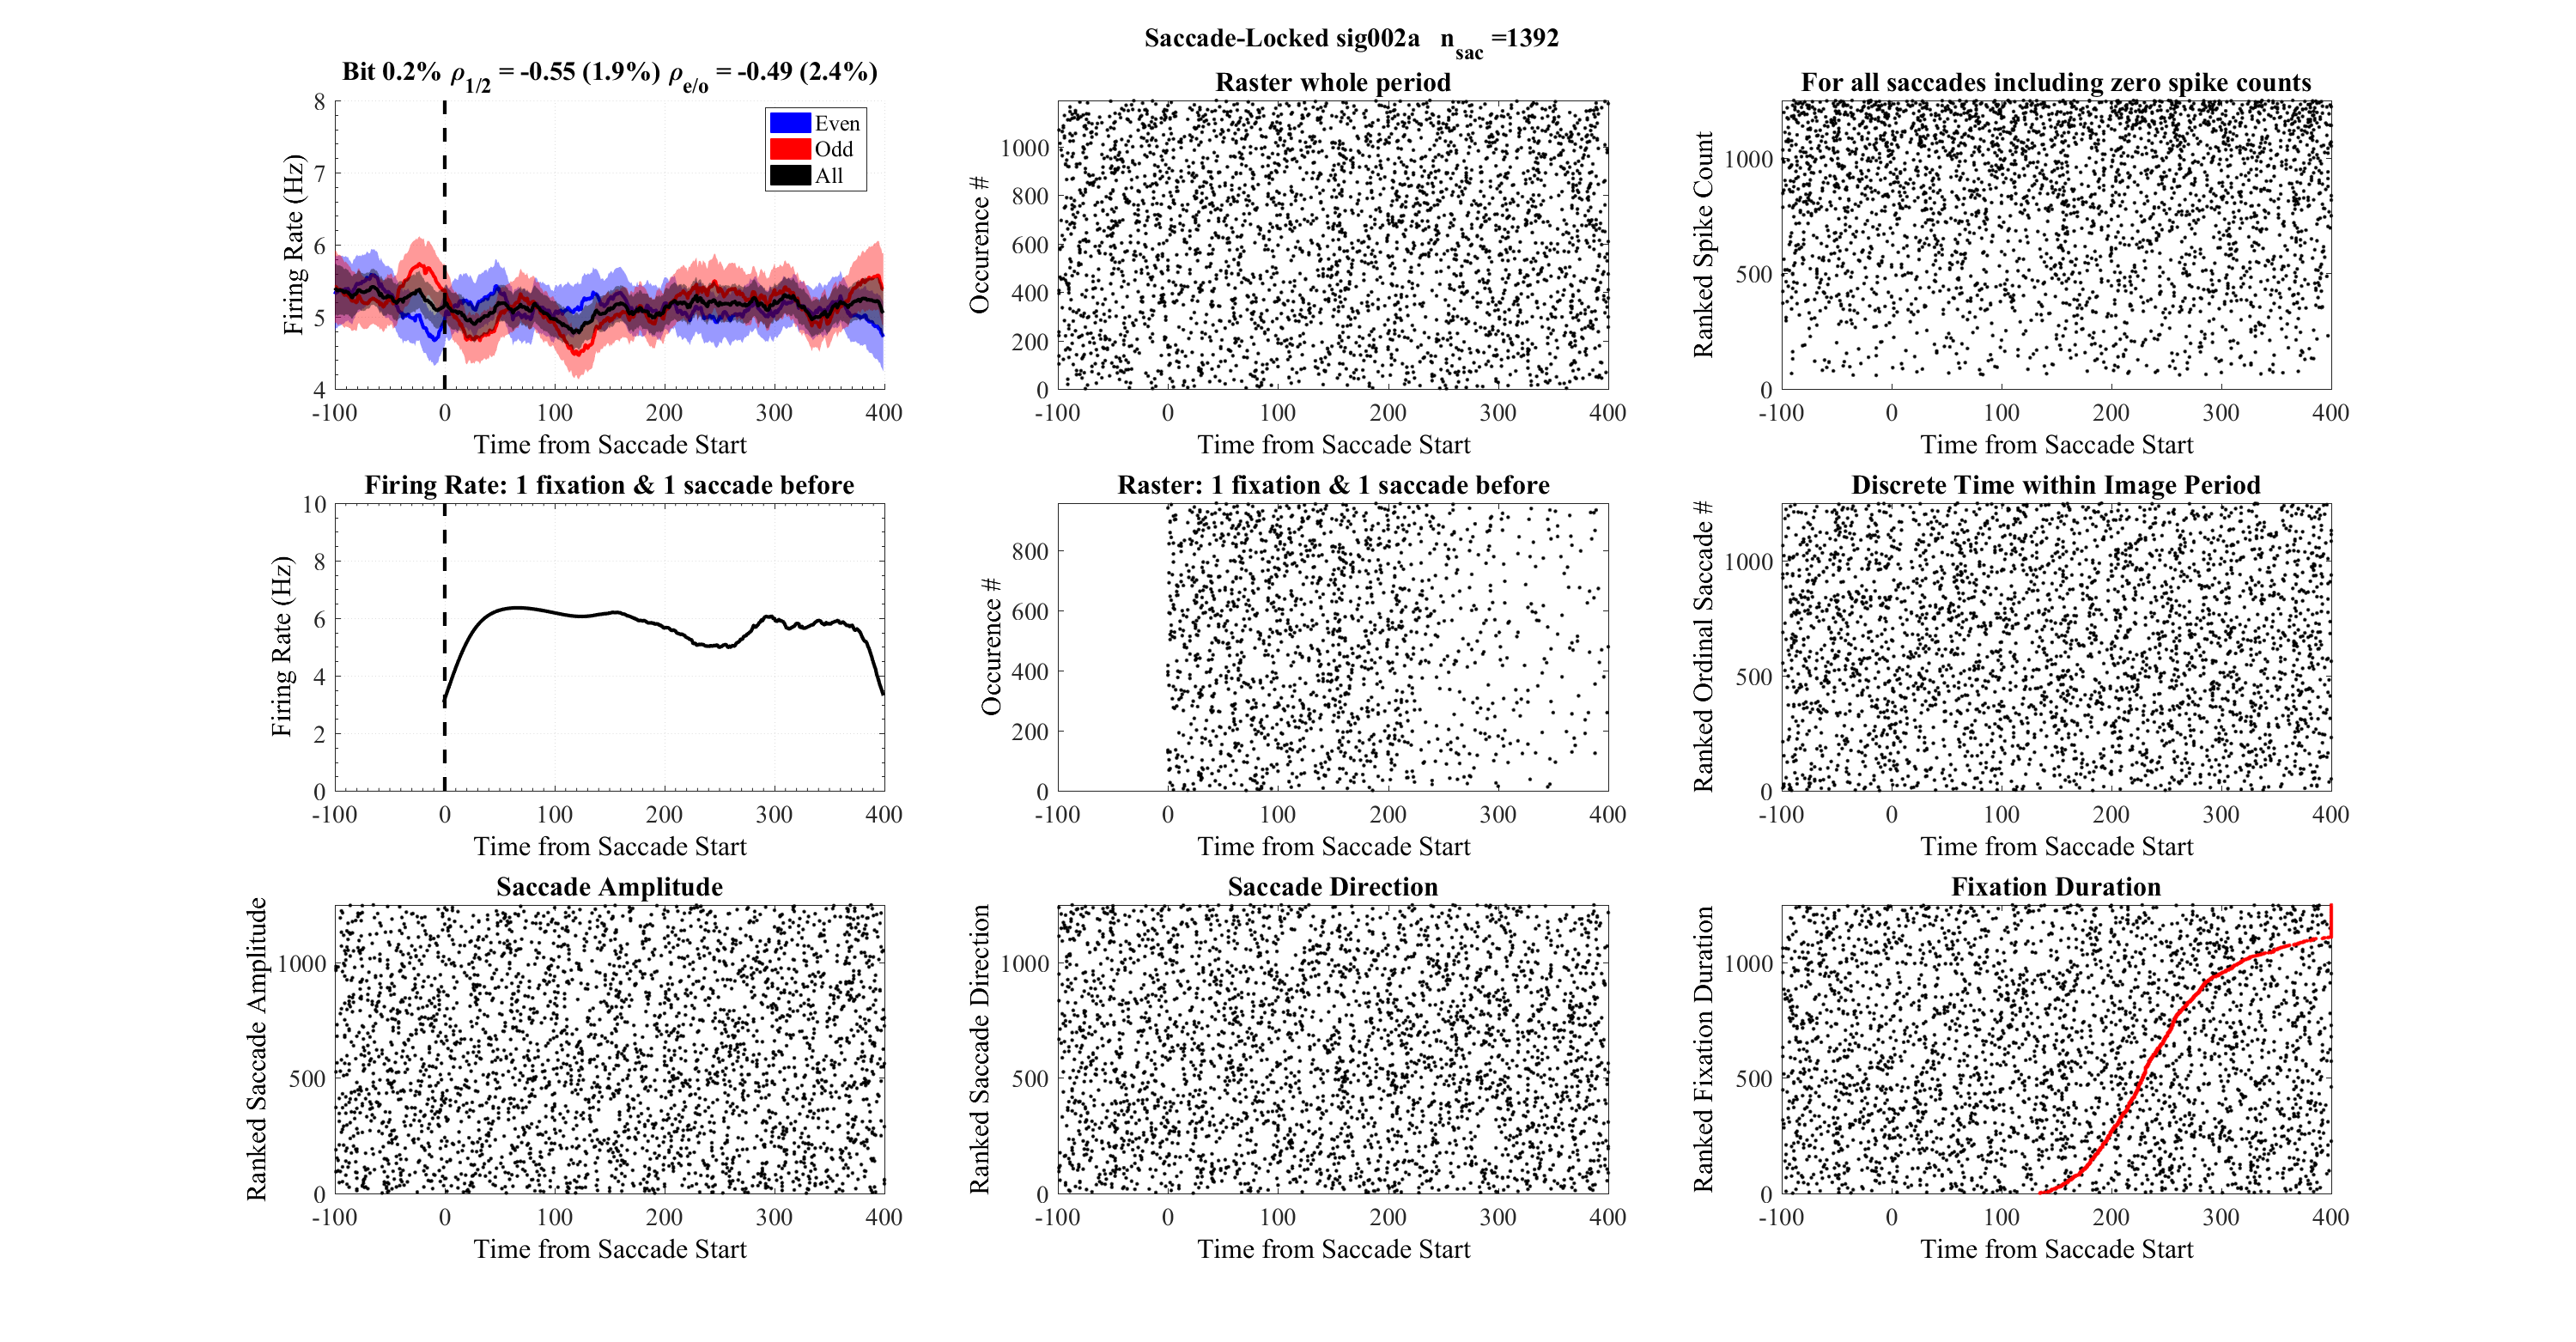 Saccade-Locked sig002a n_sac =1392
Bit 0.2% ρ_1/2 = -0.55 (1.9%) ρ_e/o = -0.49 (2.4%)
8
7
6
5
4
Firing Rate (Hz)
Even
Odd
All
-100 0 100 200 300 400
Time from Saccade Start
Raster whole period
1000
800
600
400
200
0
Occurence #
-100 0 100 200 300 400
Time from Saccade Start
For all saccades including zero spike counts
1000
500
0
Ranked Spike Count
-100 0 100 200 300 400
Time from Saccade Start
Firing Rate: 1 fixation & 1 saccade before
10
8
6
4
2
0
Firing Rate (Hz)
-100 0 100 200 300 400
Time from Saccade Start
Raster: 1 fixation & 1 saccade before
800
600
400
200
0
Occurence #
-100 0 100 200 300 400
Time from Saccade Start
Discrete Time within Image Period
1000
500
0
Ranked Ordinal Saccade #
-100 0 100 200 300 400
Time from Saccade Start
Saccade Amplitude
1000
500
0
Ranked Saccade Amplitude
-100 0 100 200 300 400
Time from Saccade Start
Saccade Direction
1000
500
0
Ranked Saccade Direction
-100 0 100 200 300 400
Time from Saccade Start
Fixation Duration
1000
500
0
Ranked Fixation Duration
-100 0 100 200 300 400
Time from Saccade Start